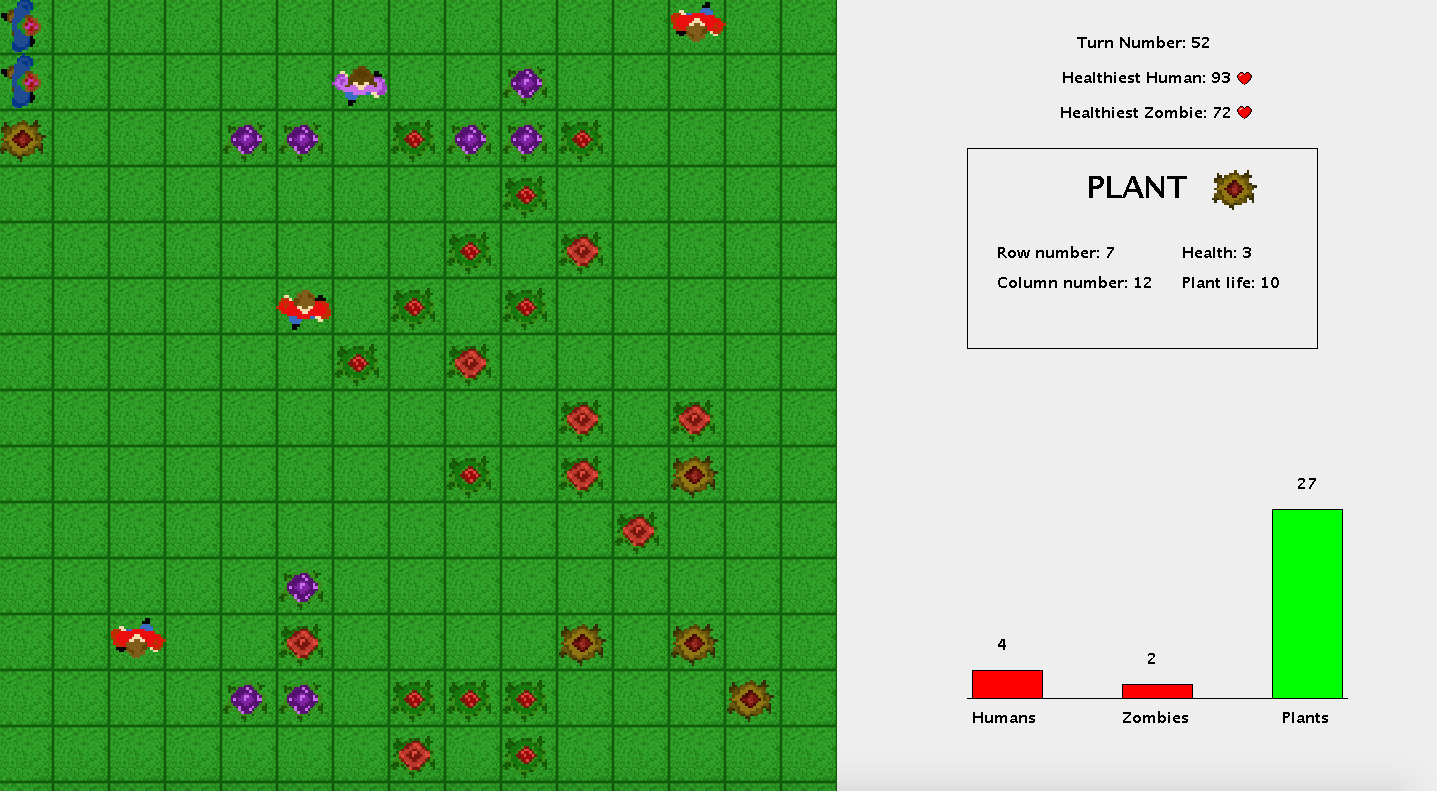 Turn Number: 52
Healthiest Human: 93
Healthiest Zombie: 72
PLANT
Row number: 7 Health: 3
Column number: 12 Plant life: 10
27
4
2
Humans Zombies Plants